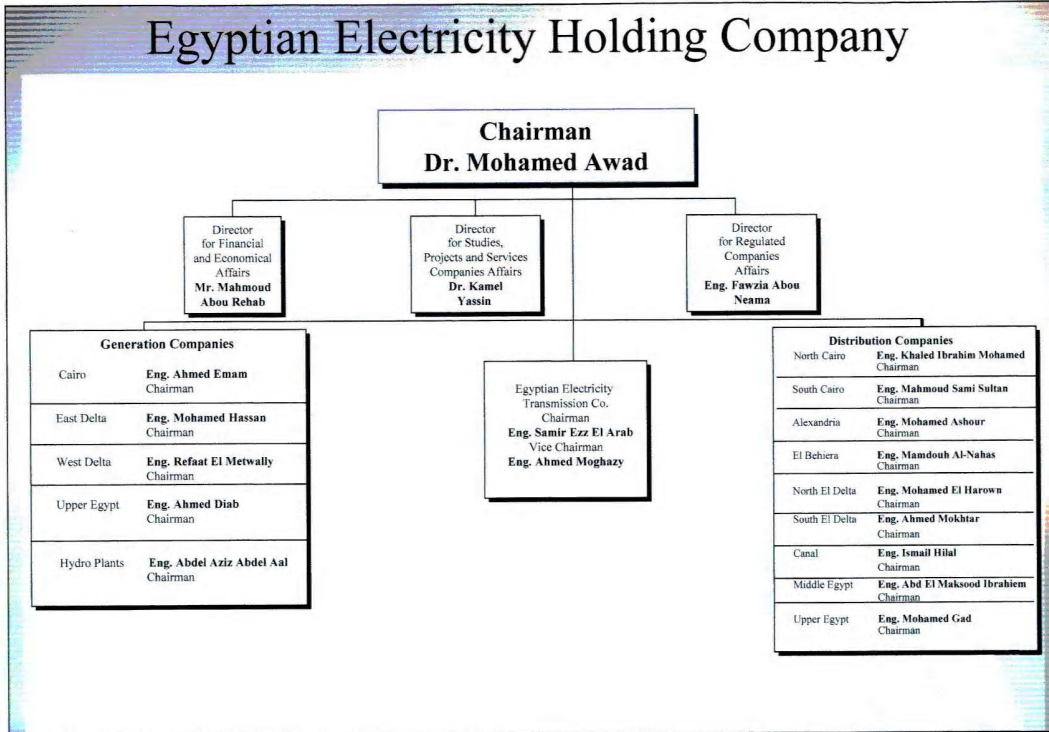 Egyptian Electricity Holding Company
Chairman
Dr. Mohamed Awad
Director
for Financial
and Economical
Affairs
Mr. Mahmoud
Abou Rehab
Director
for Studies,
Projects and Services
Companies Affairs
Dr. Kamel
Yassin
Director
for Regulated
Companies
Affairs
Eng. Fawzia Abou
Neama
Generation Companies
Cairo Eng. Ahmed Emam
Chairman
East Delta Eng. Mohamed Hassan
Chairman
West Delta Eng. Refaat El Metwally
Chairman
Upper Egypt Eng. Ahmed Diab
Chairman
Hydro Plants Eng. Abdel Aziz Abdel Aal
Chairman
Egyptian Electricity
Transmission Co.
Chairman
Eng. Samir Ezz El Arab
Vice Chairman
Eng. Ahmed Moghazy
Distribution Companies
North Cairo Eng. Khaled Ibrahim Mohamed
Chairman
South Cairo Eng. Mahmoud Sami Sultan
Chairman
Alexandria Eng. Mohamed Ashour
Chairman
El Behiera Eng. Mamdouh Al-Nahas
Chairman
North El Delta Eng. Mohamed El Harown
Chairman
South El Delta Eng. Ahmed Mokhtar
Chairman
Canal Eng. Ismail Hilal
Chairman
Middle Egypt Eng. Abd El Maksood Ibrahiem
Chairman
Upper Egypt Eng. Mohamed Gad
Chairman